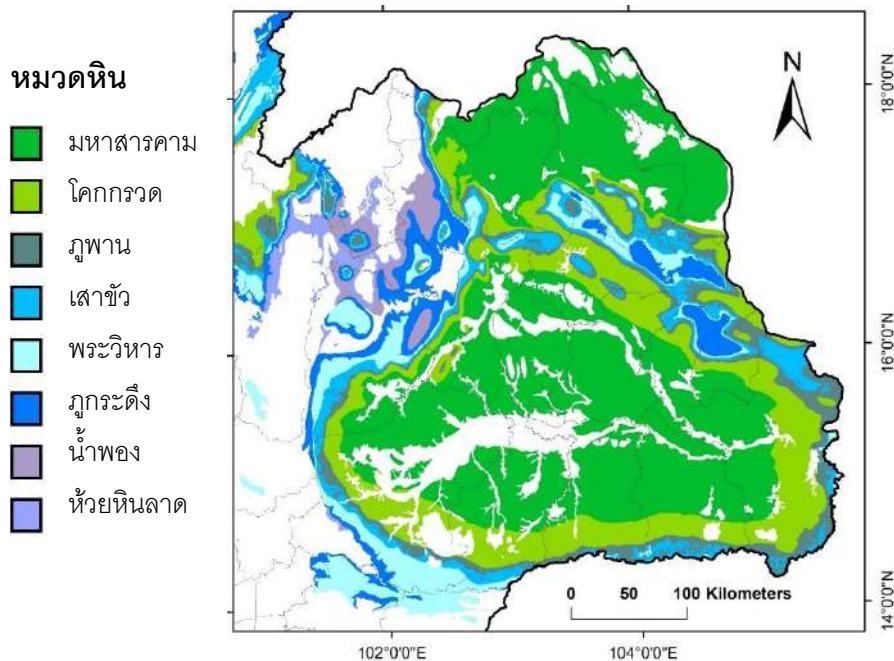 หมวดหิน
มหาสารคาม
โคกกรวด
ภูพาน
เสาขัว
พระวิหาร
ภูกระดึง
น้ำพอง
ห้วยหินลาด
N
18°0'0"N
16°0'0"N
14°0'0"N
0 50 100 Kilometers
102°0'0"E
104°0'0"E